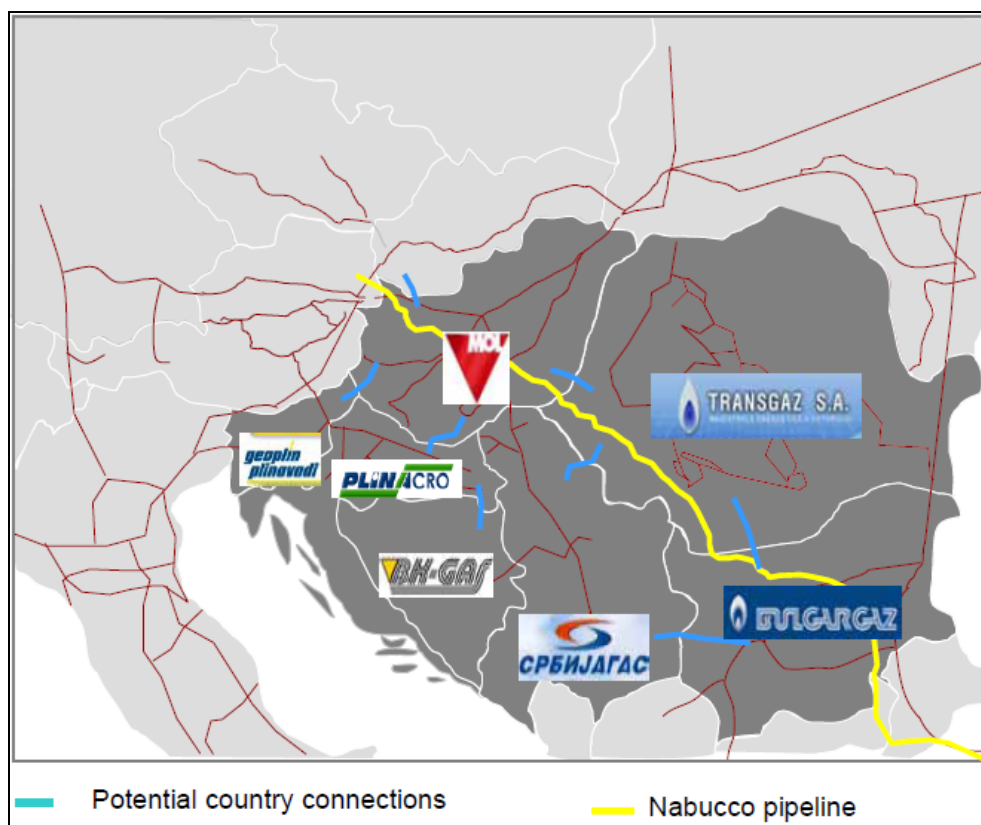 MOL
TRANSGAZ S.A.
geoplin
plinovodi
PLINACRO
BH-GAS
BULGARGAZ
СРБИЈАГАС
Potential country connections
Nabucco pipeline